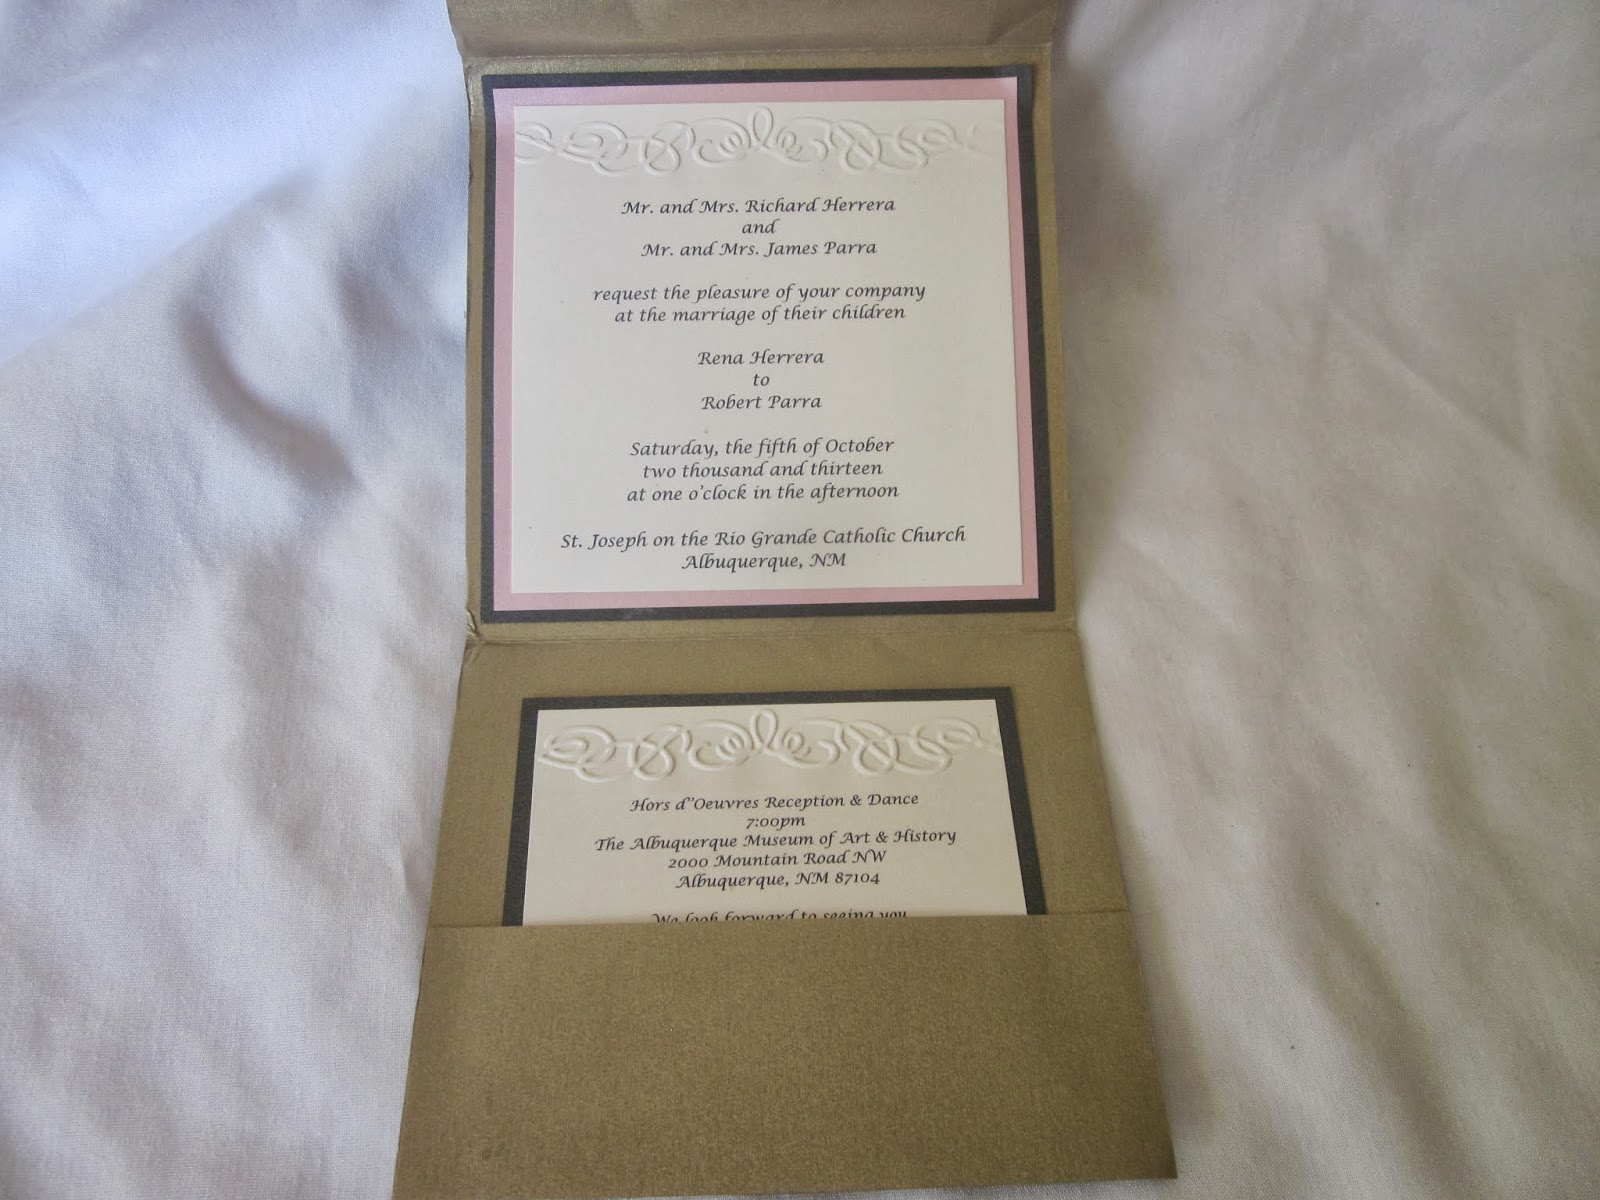 Mr. and Mrs. Richard Herrera
and
Mr. and Mrs. James Parra
request the pleasure of your company
at the marriage of their children
Rena Herrera
to
Robert Parra
Saturday, the fifth of October
two thousand and thirteen
at one o'clock in the afternoon
St. Joseph on the Rio Grande Catholic Church
Albuquerque, NM
Hors d''Oeuvres Reception & Dance
7:00pm
The Albuquerque Museum of Art & History
2000 Mountain Road NW
Albuquerque, NM 87104
We look forward to seeing you